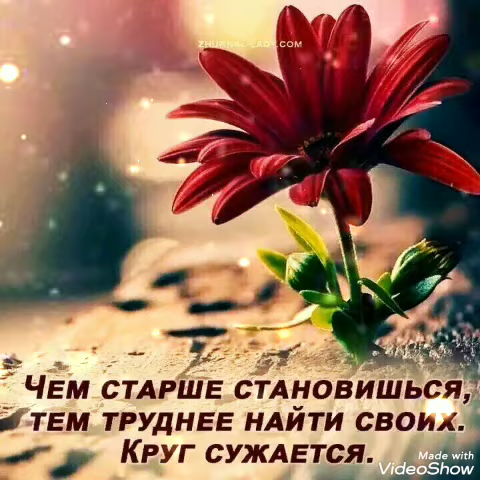 ZHURNAL-LADY.COM
Чем старше становишься,
тем труднее найти своих.
Круг сужается.
Made with
VideoShow